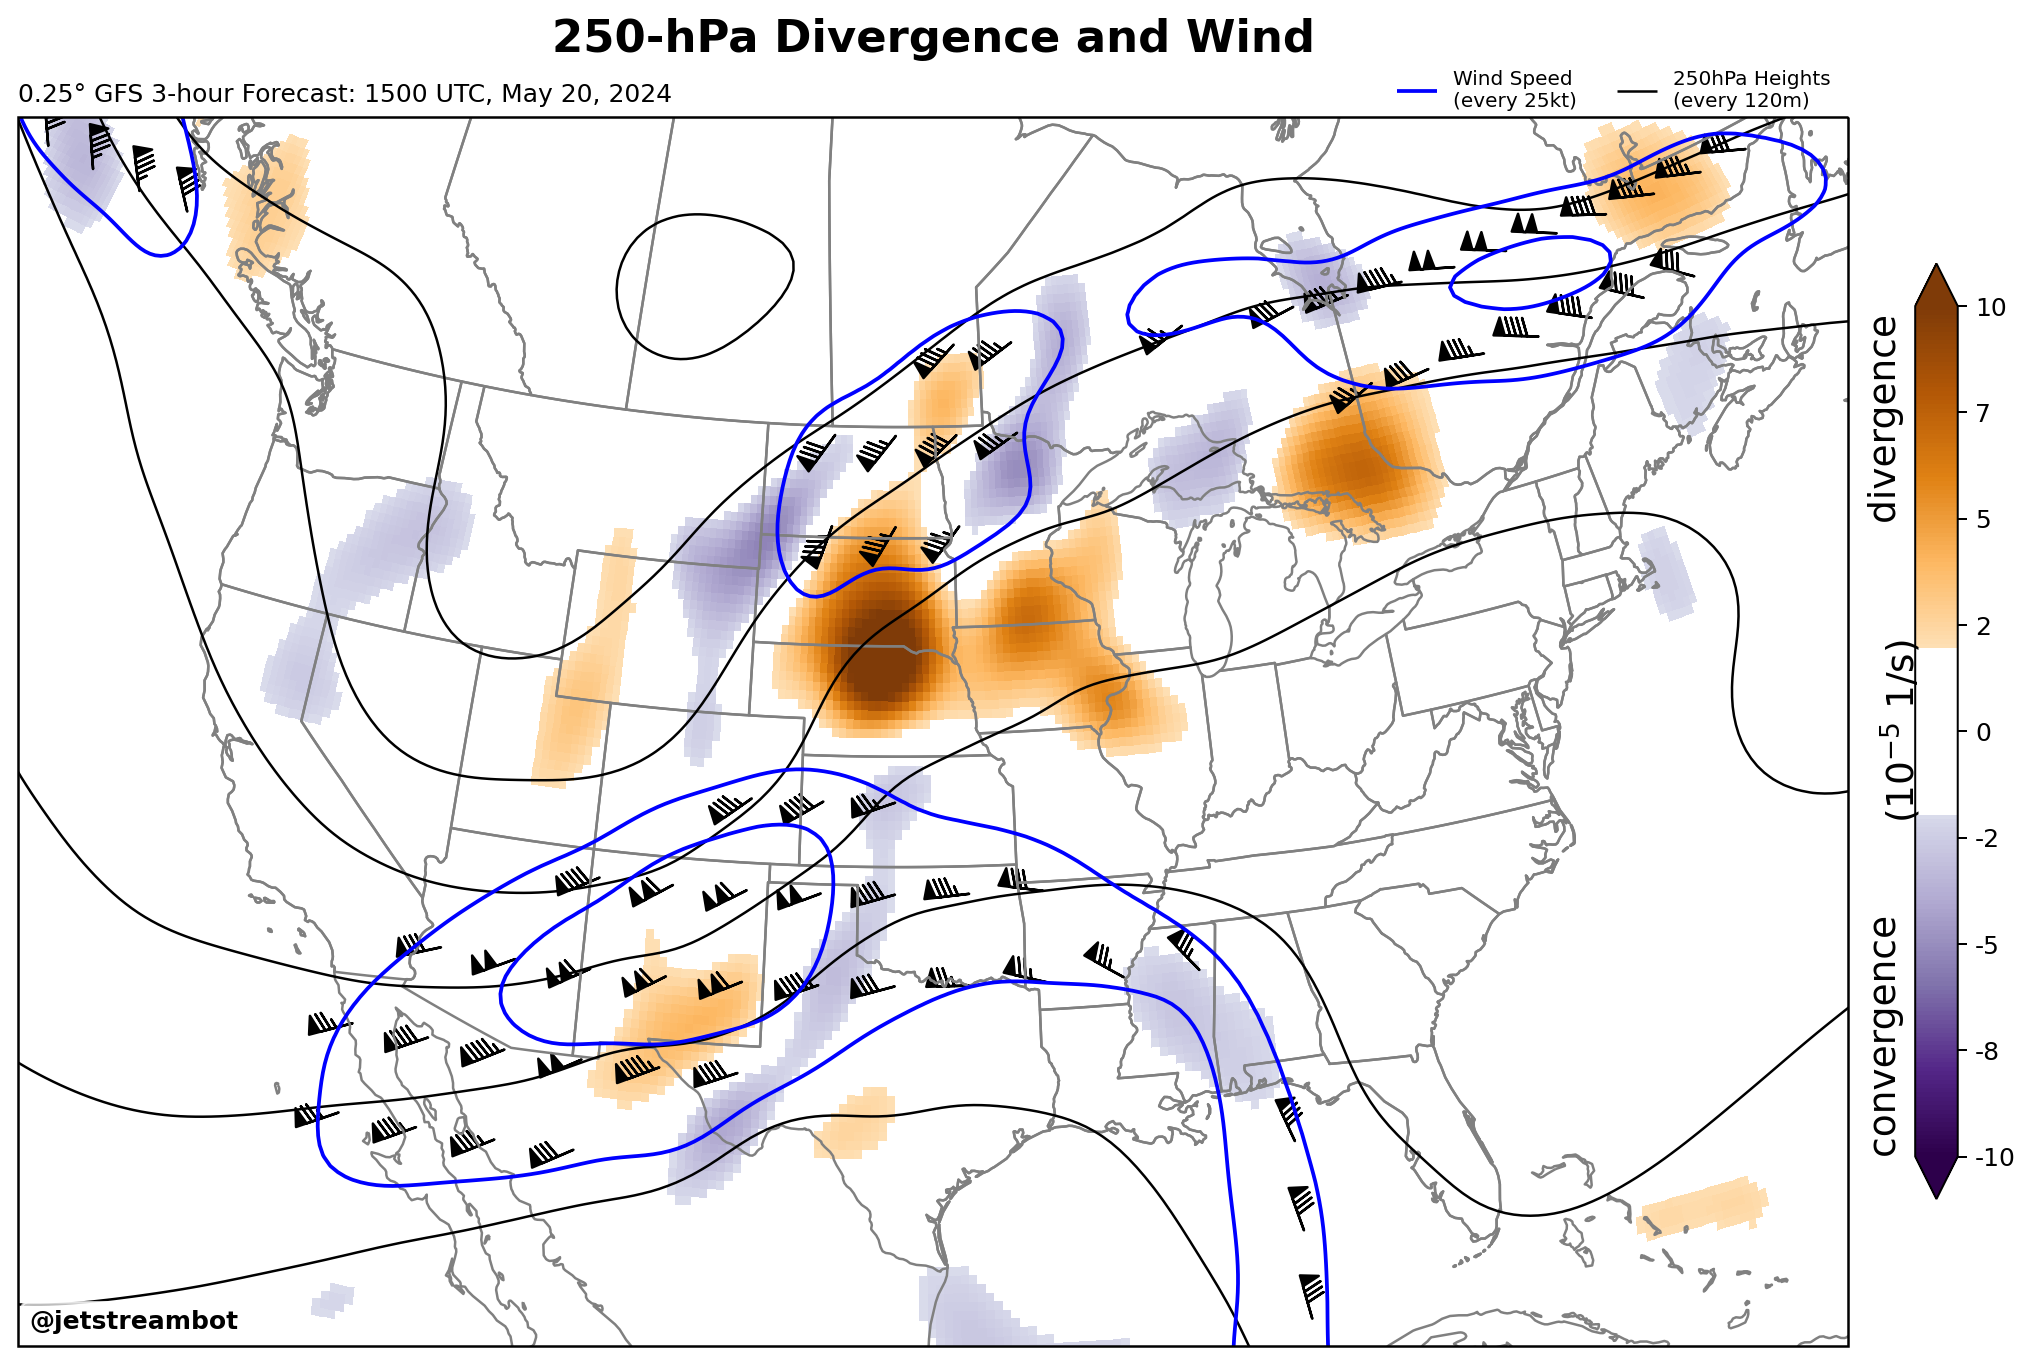 250-hPa Divergence and Wind
0.25° GFS 3-hour Forecast: 1500 UTC, May 20, 2024
Wind Speed
(every 25kt)
250hPa Heights
(every 120m)
10
7
5
2
0
-2
-5
-8
-10
divergence
(10⁻⁵ 1/s)
convergence
@jetstreambot